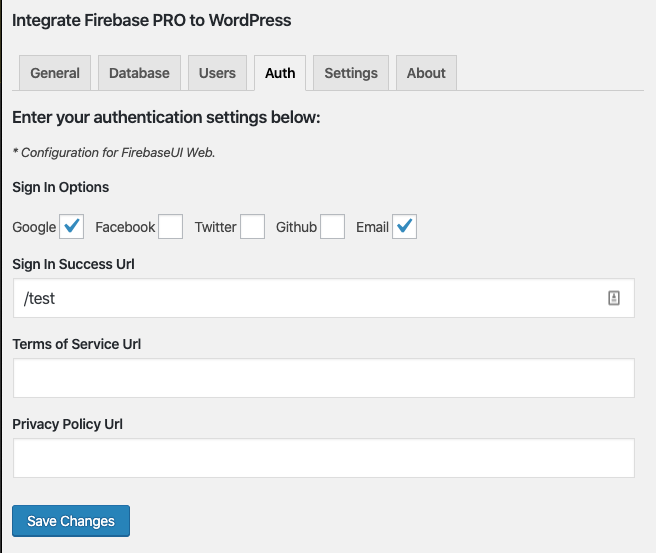 Integrate Firebase PRO to WordPress
General Database Users Auth Settings About
Enter your authentication settings below:
* Configuration for FirebaseUI Web.
Sign In Options
Google Facebook Twitter Github Email
Sign In Success Url
/test
Terms of Service Url
Privacy Policy Url
Save Changes